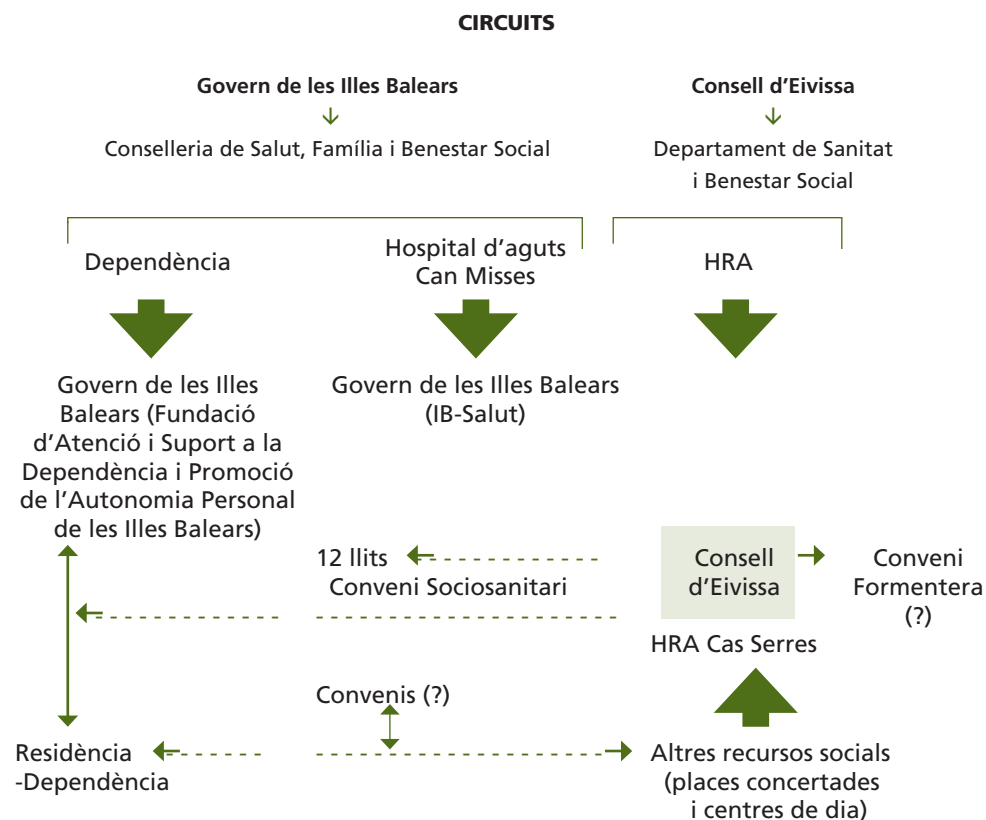 CIRCUITS
Govern de les Illes Balears
Consell d'Eivissa
Conselleria de Salut, Família i Benestar Social
Departament de Sanitat
i Benestar Social
Dependència
Hospital d'aguts
Can Misses
HRA
Govern de les Illes
Balears (Fundació
d'Atenció i Suport a la
Dependència i Promoció
de l'Autonomia Personal
de les Illes Balears)
Govern de les Illes Balears
(IB-Salut)
12 llits
Conveni Sociosanitari
Consell
d'Eivissa
Conveni
Formentera
(?)
HRA Cas Serres
Convenis (?)
Residència
-Dependència
Altres recursos socials
(places concertades
i centres de dia)